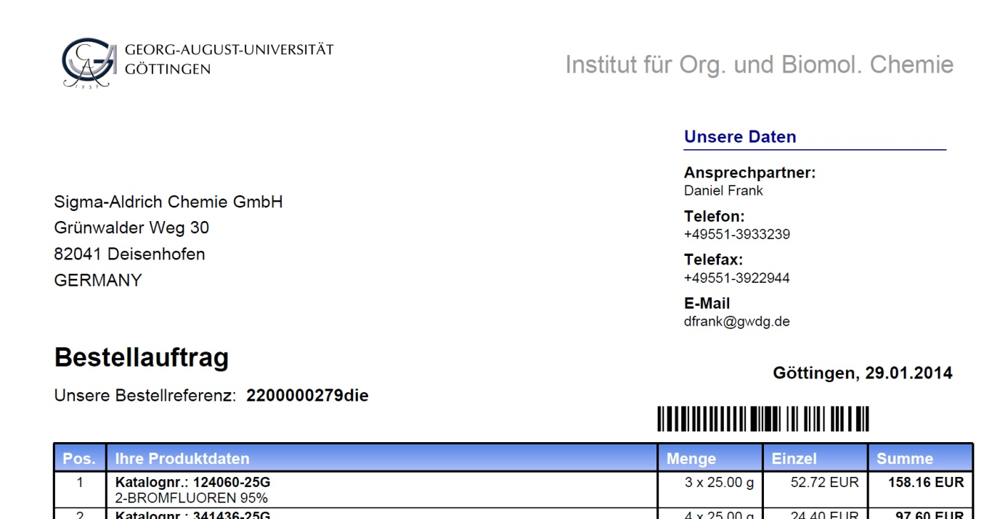 GEORG-AUGUST-UNIVERSITÄT
GÖTTINGEN
1737
Institut für Org. und Biomol. Chemie
Unsere Daten
Ansprechpartner:
Daniel Frank
Telefon:
+49551-3933239
Telefax:
+49551-3922944
E-Mail
dfrank@gwdg.de
Sigma-Aldrich Chemie GmbH
Grünwalder Weg 30
82041 Deisenhofen
GERMANY
Bestellauftrag
Göttingen, 29.01.2014
Unsere Bestellreferenz: 2200000279die
Pos. Ihre Produktdaten Menge Einzel Summe
1 Katalognr.: 124060-25G 3 x 25.00 g 52.72 EUR 158.16 EUR
2-BROMFLUOREN 95%
2 Katalognr.: 341436-25G 4 x 25.00 g 24.40 EUR 97.60 EUR